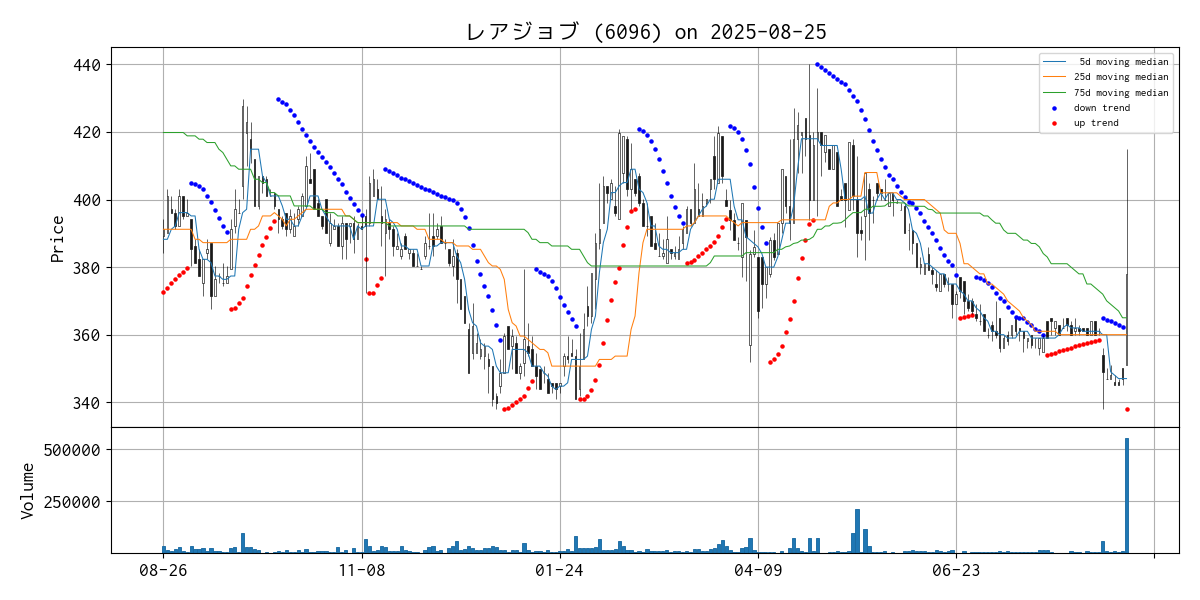 レアジョブ (6096) on 2025-08-25
5d moving median
25d moving median
75d moving median
down trend
up trend
Price
440
420
400
380
360
340
Volume
500000
250000
08-26
11-08
01-24
04-09
06-23